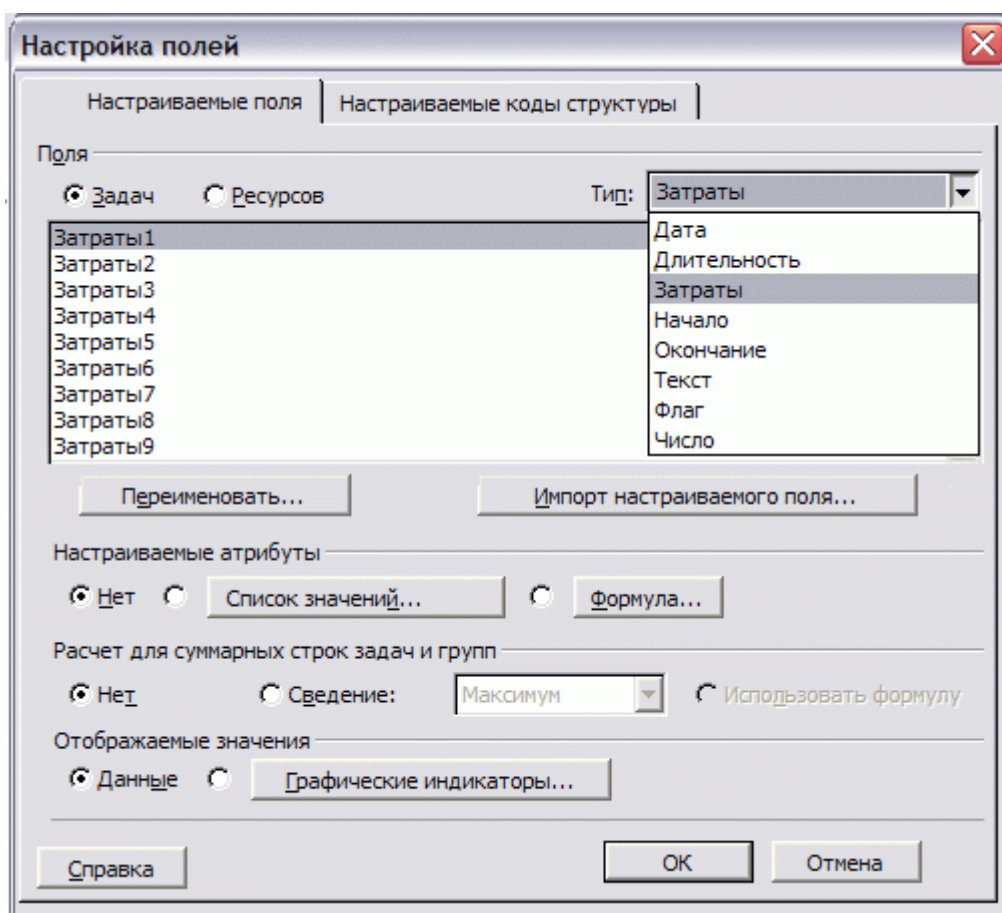 Настройка полей
Настраиваемые поля Настраиваемые коды структуры
Поля
Задач Ресурсов Тип: Затраты
Затраты1
Затраты2
Затраты3
Затраты4
Затраты5
Затраты6
Затраты7
Затраты8
Затраты9
Дата
Длительность
Затраты
Начало
Окончание
Текст
Флаг
Число
Переименовать... Импорт настраиваемого поля...
Настраиваемые атрибуты
Нет Список значений... Формула...
Расчет для суммарных строк задач и групп
Нет Сведение: Максимум Использовать формулу
Отображаемые значения
Данные Графические индикаторы...
Справка OK Отмена